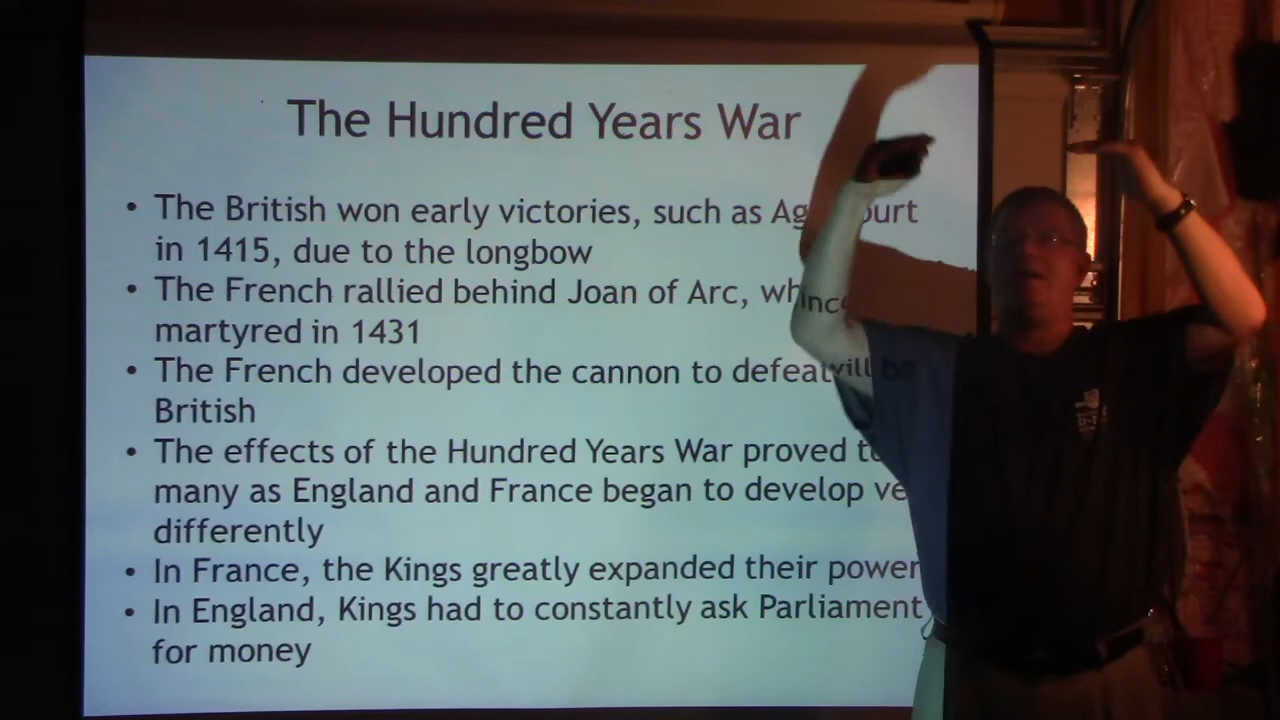 The Hundred Years War
• The British won early victories, such as Ag ourt
in 1415, due to the longbow
• The French rallied behind Joan of Arc, wh
martyred in 1431
• The French developed the cannon to defeat
British
• The effects of the Hundred Years War proved
many as England and France began to develop
differently
• In France, the Kings greatly expanded their power
• In England, Kings had to constantly ask Parliament
for money